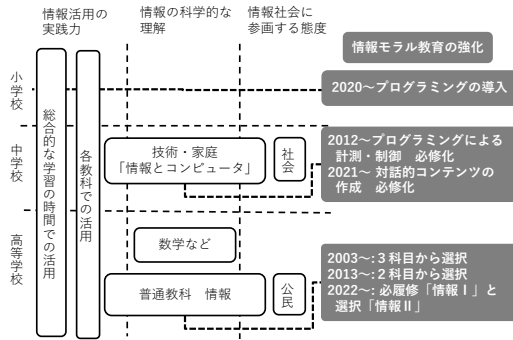 情報活用の
実践力
情報の科学的な
理解
情報社会に
参画する態度
情報モラル教育の強化
小学校
2020~プログラミングの導入
総合的な学習の時間での活用
各教科での活用
中学校
技術・家庭
「情報とコンピュータ」
社会
2012~プログラミングによる
計測・制御 必修化
2021~ 対話的コンテンツの
作成 必修化
高等学校
数学など
普通教科 情報
公民
2003~:３科目から選択
2013~:２科目から選択
2022~: 必履修「情報Ⅰ」と
選択「情報Ⅱ」